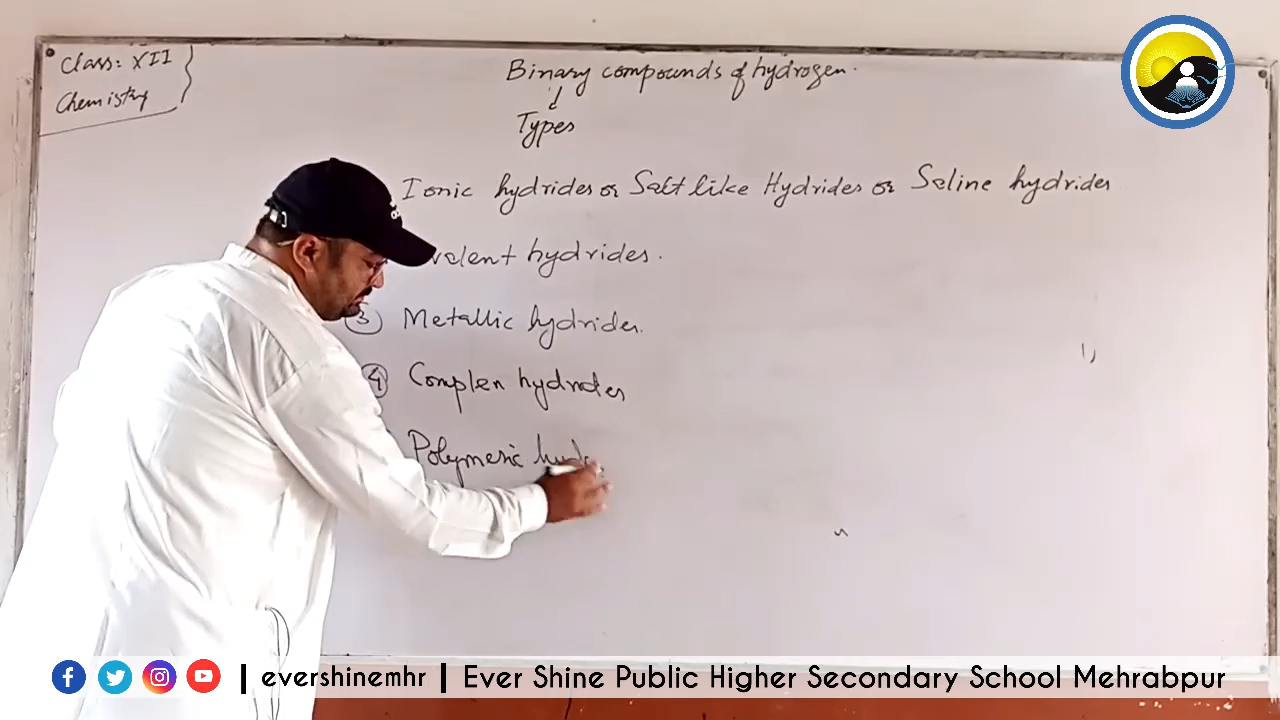 Class: XII
Chemistry
Binary compounds of hydrogen.
Types
Ionic hydrides or Salt like Hydrides or Saline hydrides
valent hydrides.
3 Metallic hydrides.
4 Complex hydrides
Polymeric hyd
| evershinemhr | Ever Shine Public Higher Secondary School Mehrabpur